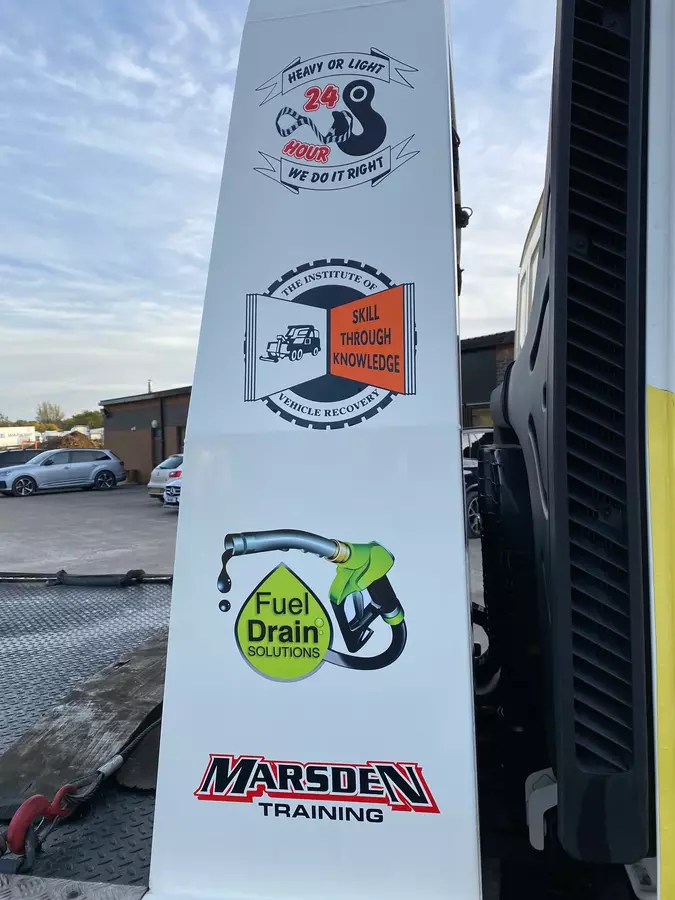 HEAVY OR LIGHT
24
HOUR
WE DO IT RIGHT
THE INSTITUTE OF
SKILL
THROUGH
KNOWLEDGE
VEHICLE RECOVERY
Fuel
Drain
SOLUTIONS
MARSDEN
TRAINING